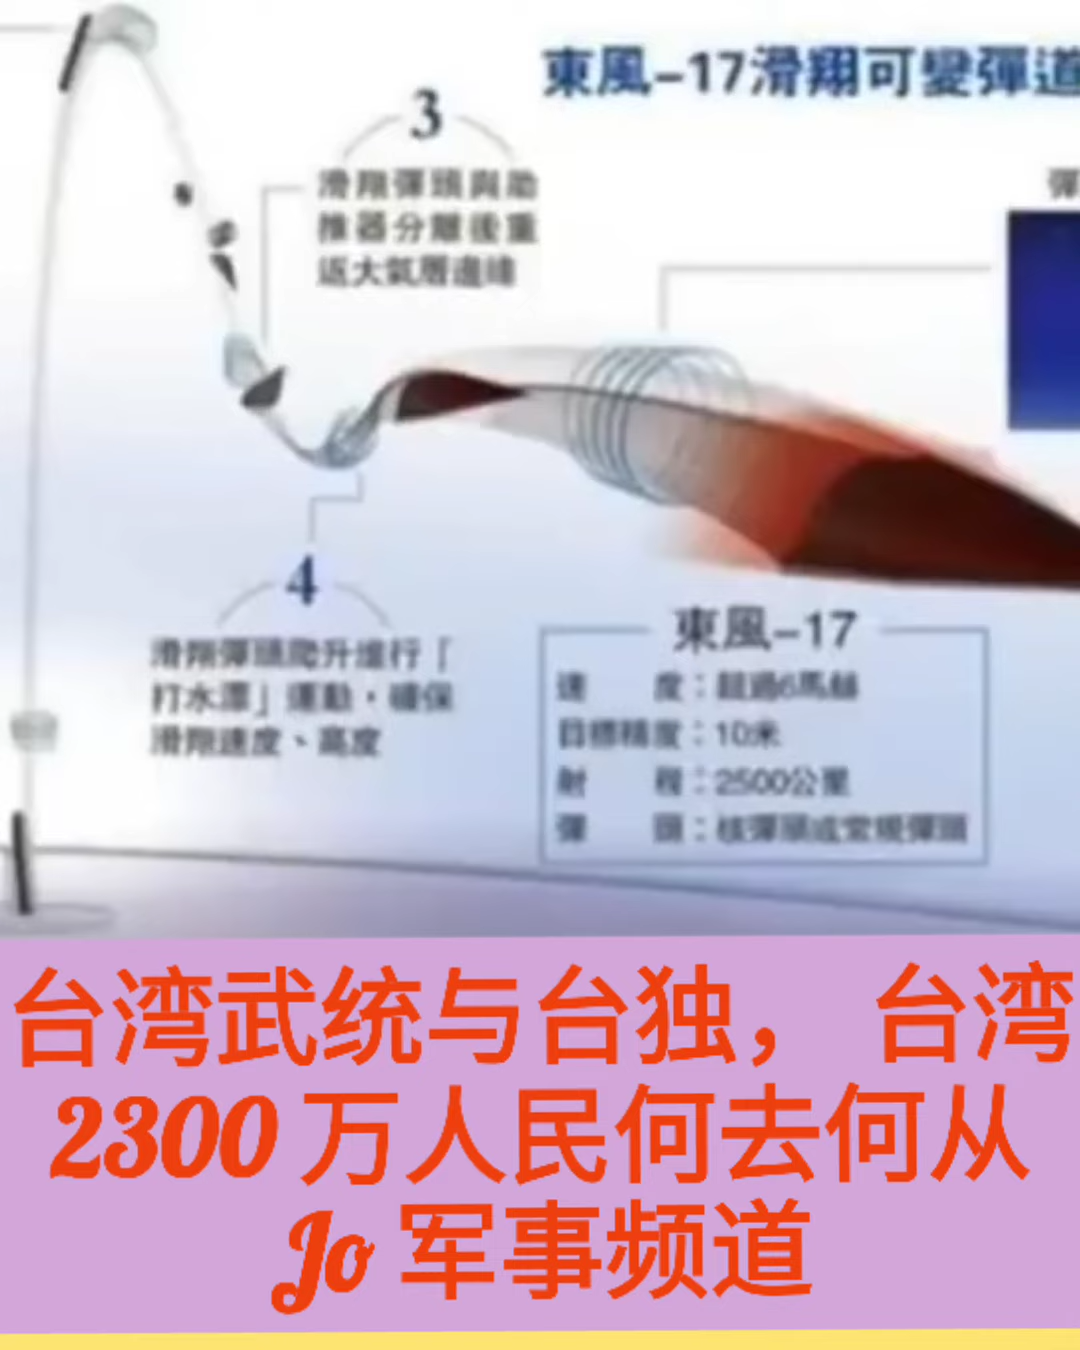 東風-17滑翔可變彈道
3
彈
滑翔彈頭與助
推器分離後重
返大氣層邊緣
4
滑翔彈頭爬升進行「
打水漂」運動，確保
滑翔速度、高度
東風-17
速 度：超過6馬赫
目標精度：10米
射 程：2500公里
彈 頭：核彈頭或常規彈頭
台湾武统与台独， 台湾
2300 万人民何去何从
Jo 军事频道